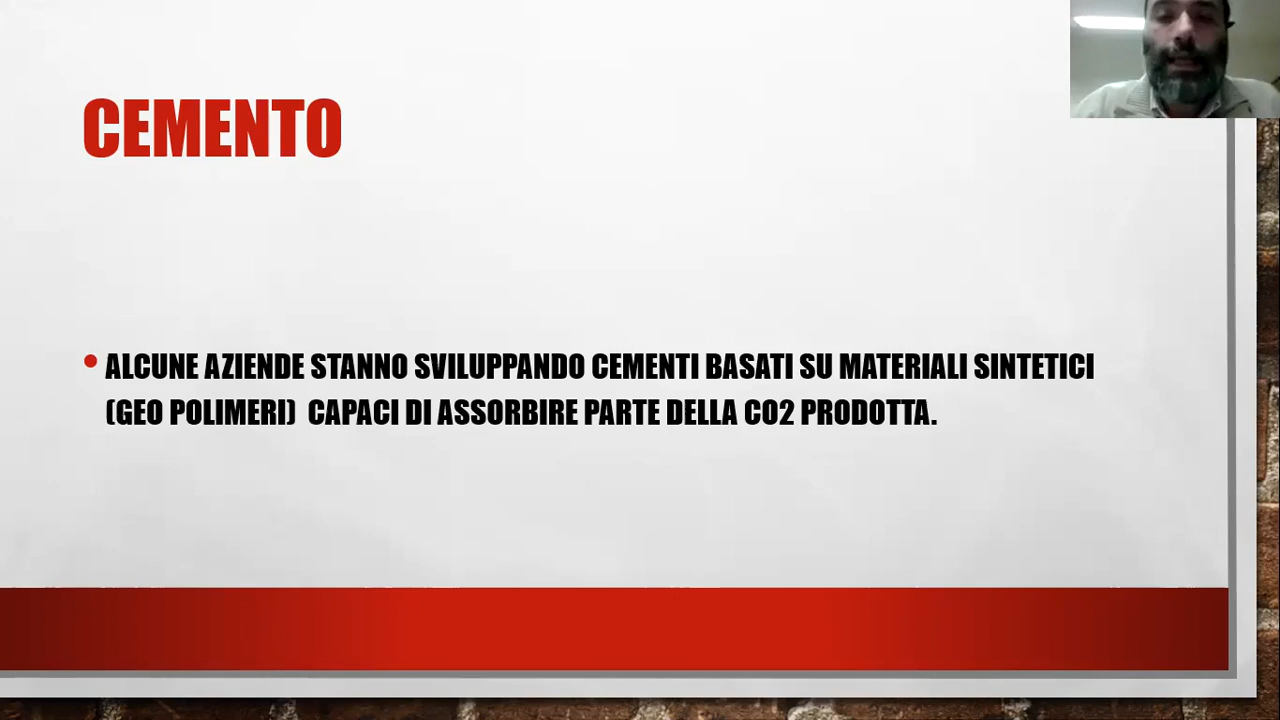 CEMENTO
• ALCUNE AZIENDE STANNO SVILUPPANDO CEMENTI BASATI SU MATERIALI SINTETICI
(GEO POLIMERI) CAPACI DI ASSORBIRE PARTE DELLA CO2 PRODOTTA.